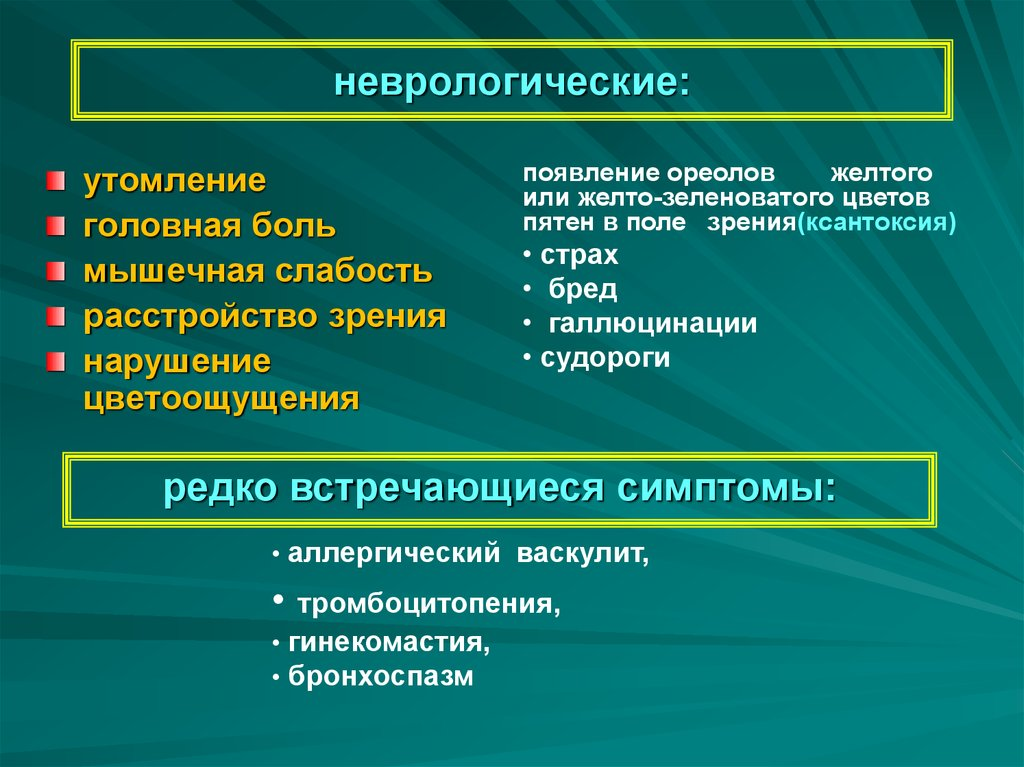 неврологические:
утомление
головная боль
мышечная слабость
расстройство зрения
нарушение
цветоощущения
появление ореолов желтого
или желто-зеленоватого цветов
пятен в поле зрения(ксантоксия)
• страх
• бред
• галлюцинации
• судороги
редко встречающиеся симптомы:
• аллергический васкулит,
• тромбоцитопения,
• гинекомастия,
• бронхоспазм